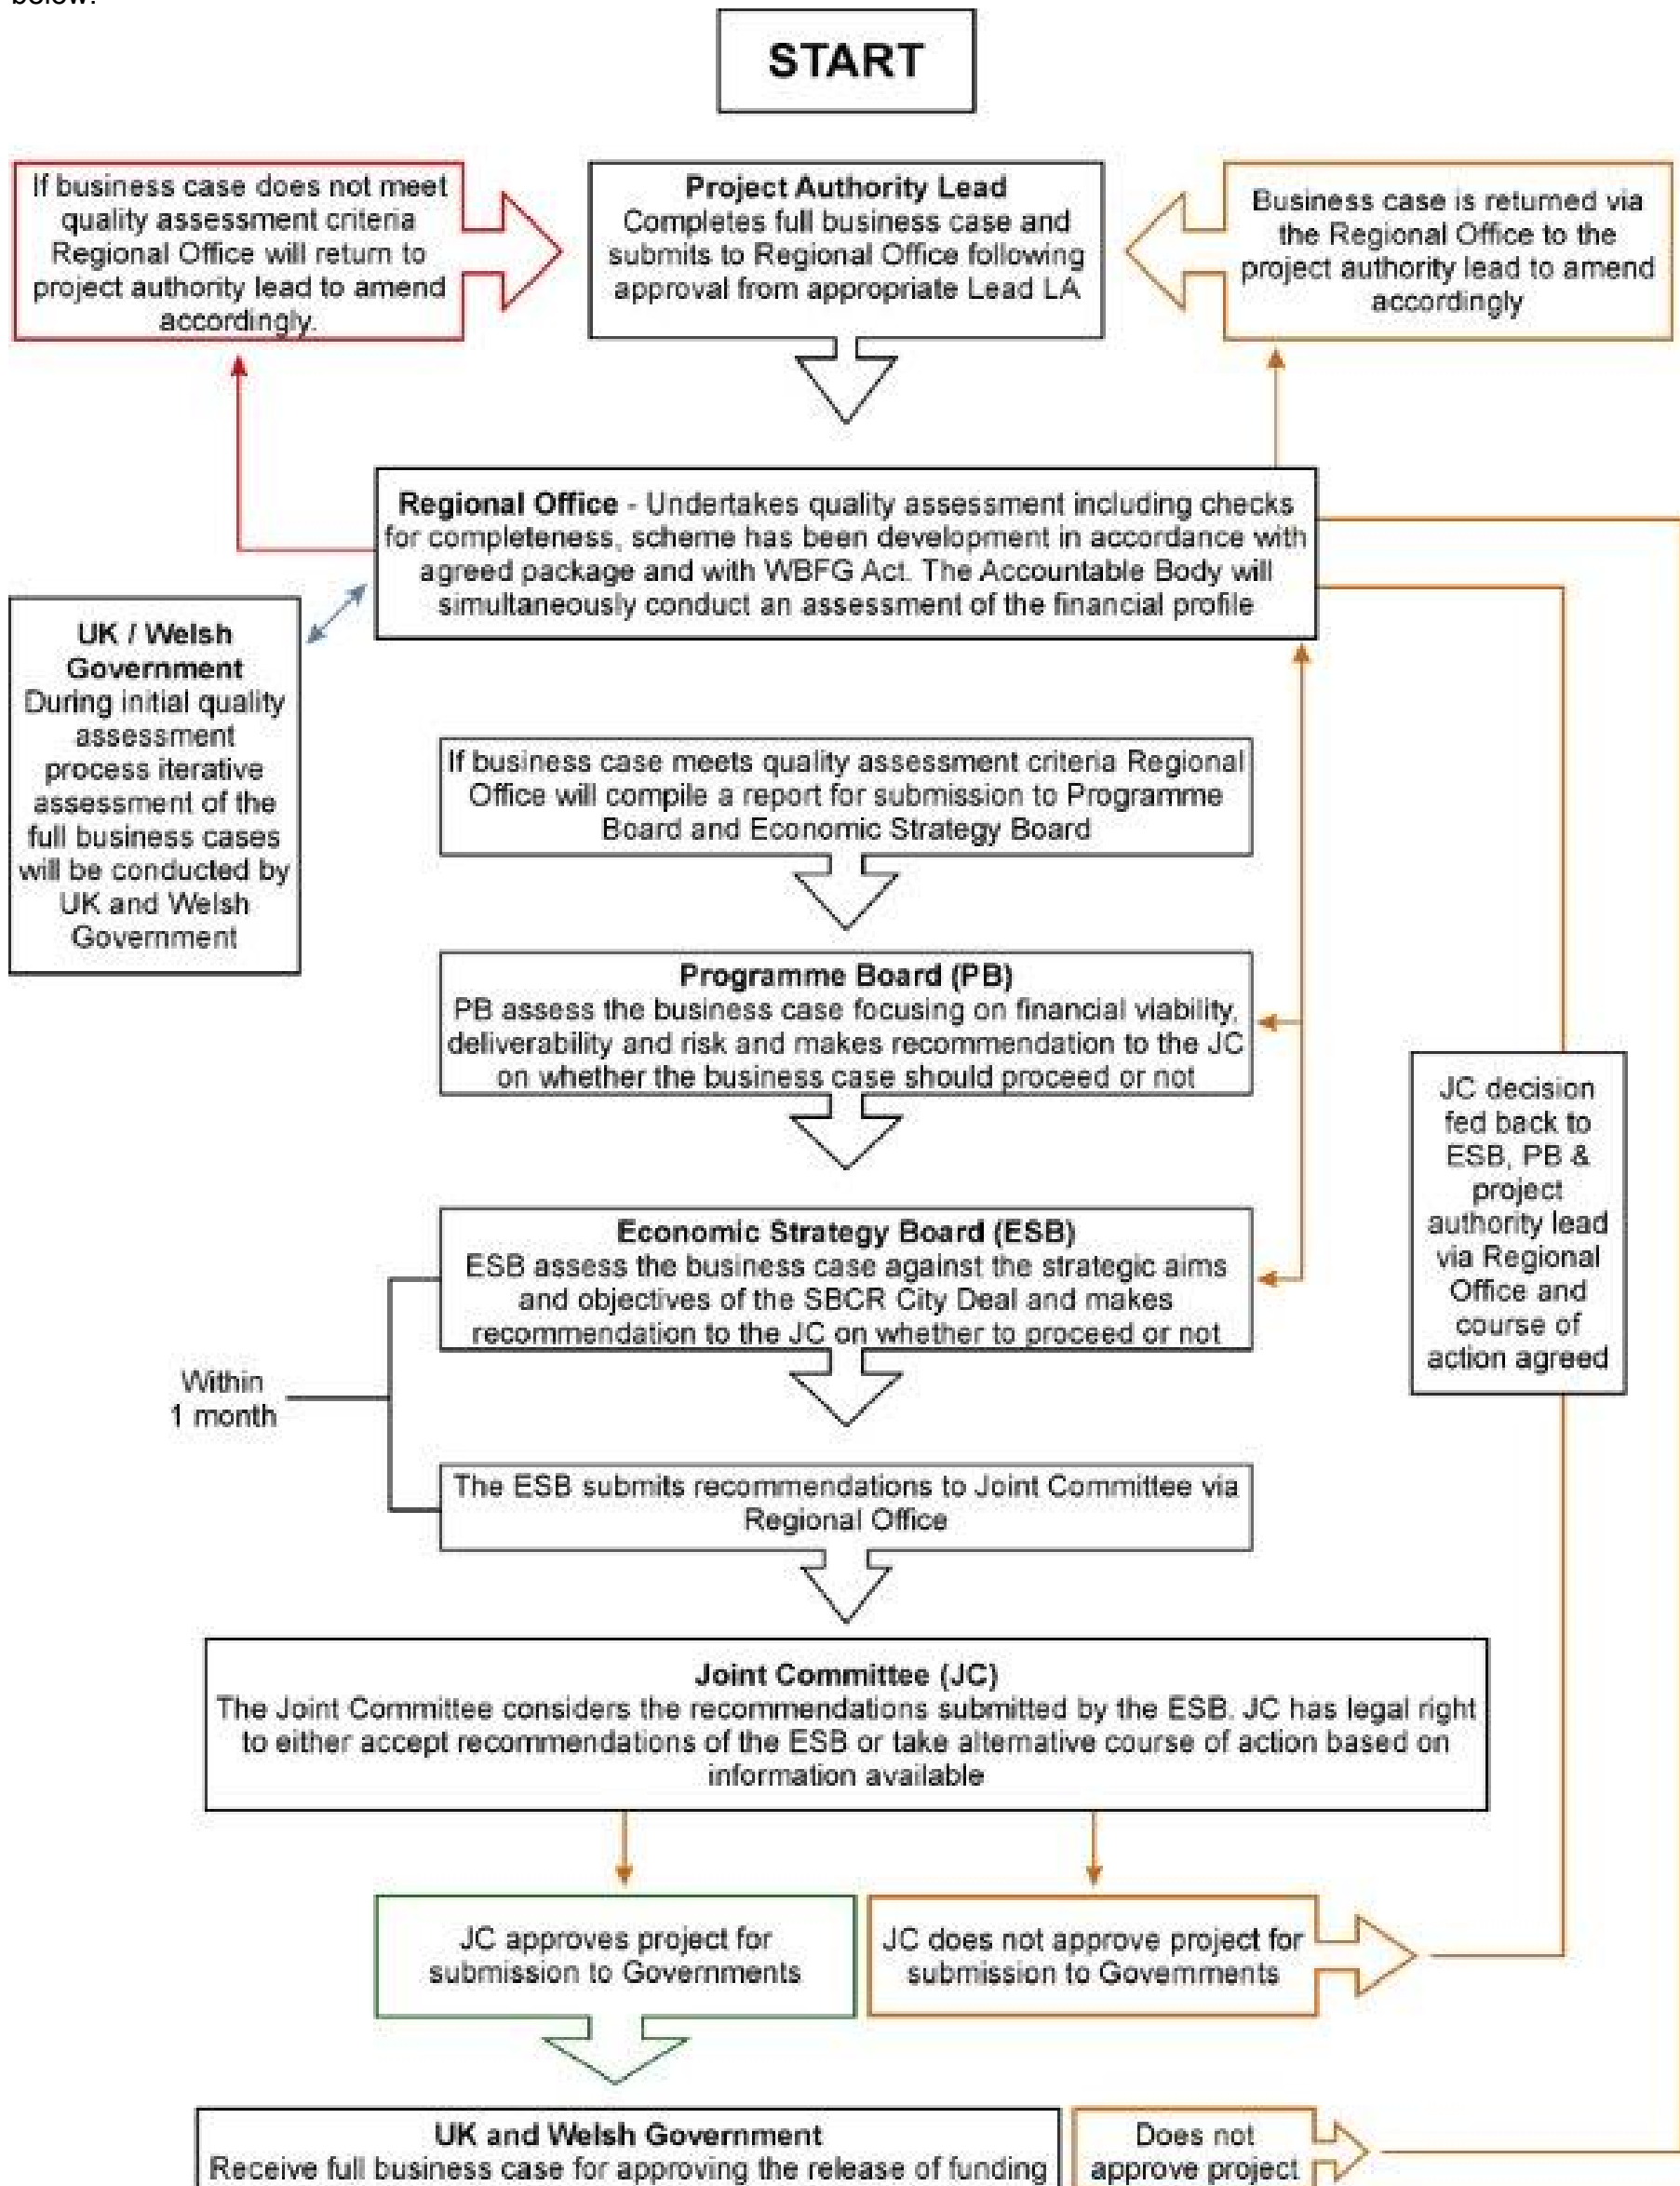 below.
START
If business case does not meet
quality assessment criteria
Regional Office will return to
project authority lead to amend
accordingly.
Project Authority Lead
Completes full business case and
submits to Regional Office following
approval from appropriate Lead LA
Business case is returned via
the Regional Office to the
project authority lead to amend
accordingly
Regional Office - Undertakes quality assessment including checks
for completeness, scheme has been development in accordance with
agreed package and with WBFG Act. The Accountable Body will
simultaneously conduct an assessment of the financial profile
UK / Welsh
Government
During initial quality
assessment
process iterative
assessment of the
full business cases
will be conducted by
UK and Welsh
Government
If business case meets quality assessment criteria Regional
Office will compile a report for submission to Programme
Board and Economic Strategy Board
Programme Board (PB)
PB assess the business case focusing on financial viability,
deliverability and risk and makes recommendation to the JC
on whether the business case should proceed or not
JC decision
fed back to
ESB, PB &
project
authority lead
via Regional
Office and
course of
action agreed
Economic Strategy Board (ESB)
ESB assess the business case against the strategic aims
and objectives of the SBCR City Deal and makes
recommendation to the JC on whether to proceed or not
Within
1 month
The ESB submits recommendations to Joint Committee via
Regional Office
Joint Committee (JC)
The Joint Committee considers the recommendations submitted by the ESB. JC has legal right
to either accept recommendations of the ESB or take alternative course of action based on
information available
JC approves project for
submission to Governments
JC does not approve project for
submission to Governments
UK and Welsh Government
Receive full business case for approving the release of funding
Does not
approve project